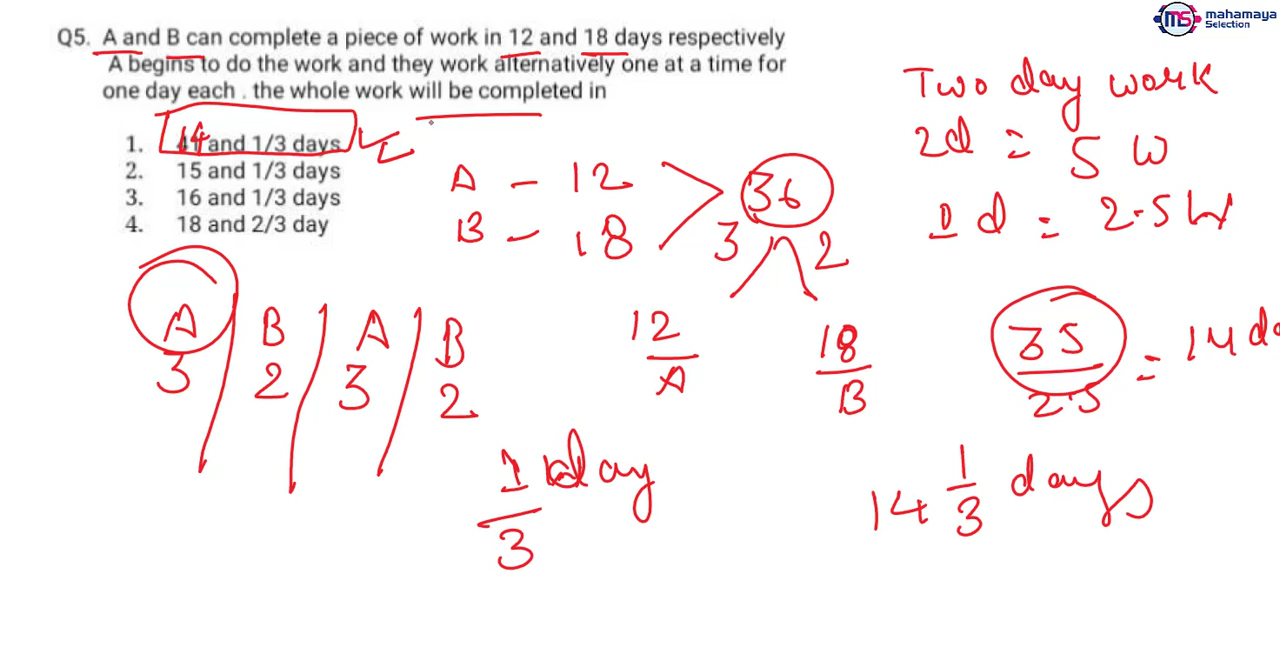 mahamaya
Selection
Q5. A and B can complete a piece of work in 12 and 18 days respectively
A begins to do the work and they work alternatively one at a time for
one day each . the whole work will be completed in
1. 14 and 1/3 days
2. 15 and 1/3 days
3. 16 and 1/3 days
4. 18 and 2/3 day
Two day work
2d = 5 W
1 d = 2.5 W
A - 12
B - 18
36
3 2
A B A B
3 2 3 2
12/A
18/B
35/2.5 = 14 da
1/3 day
14 1/3 days